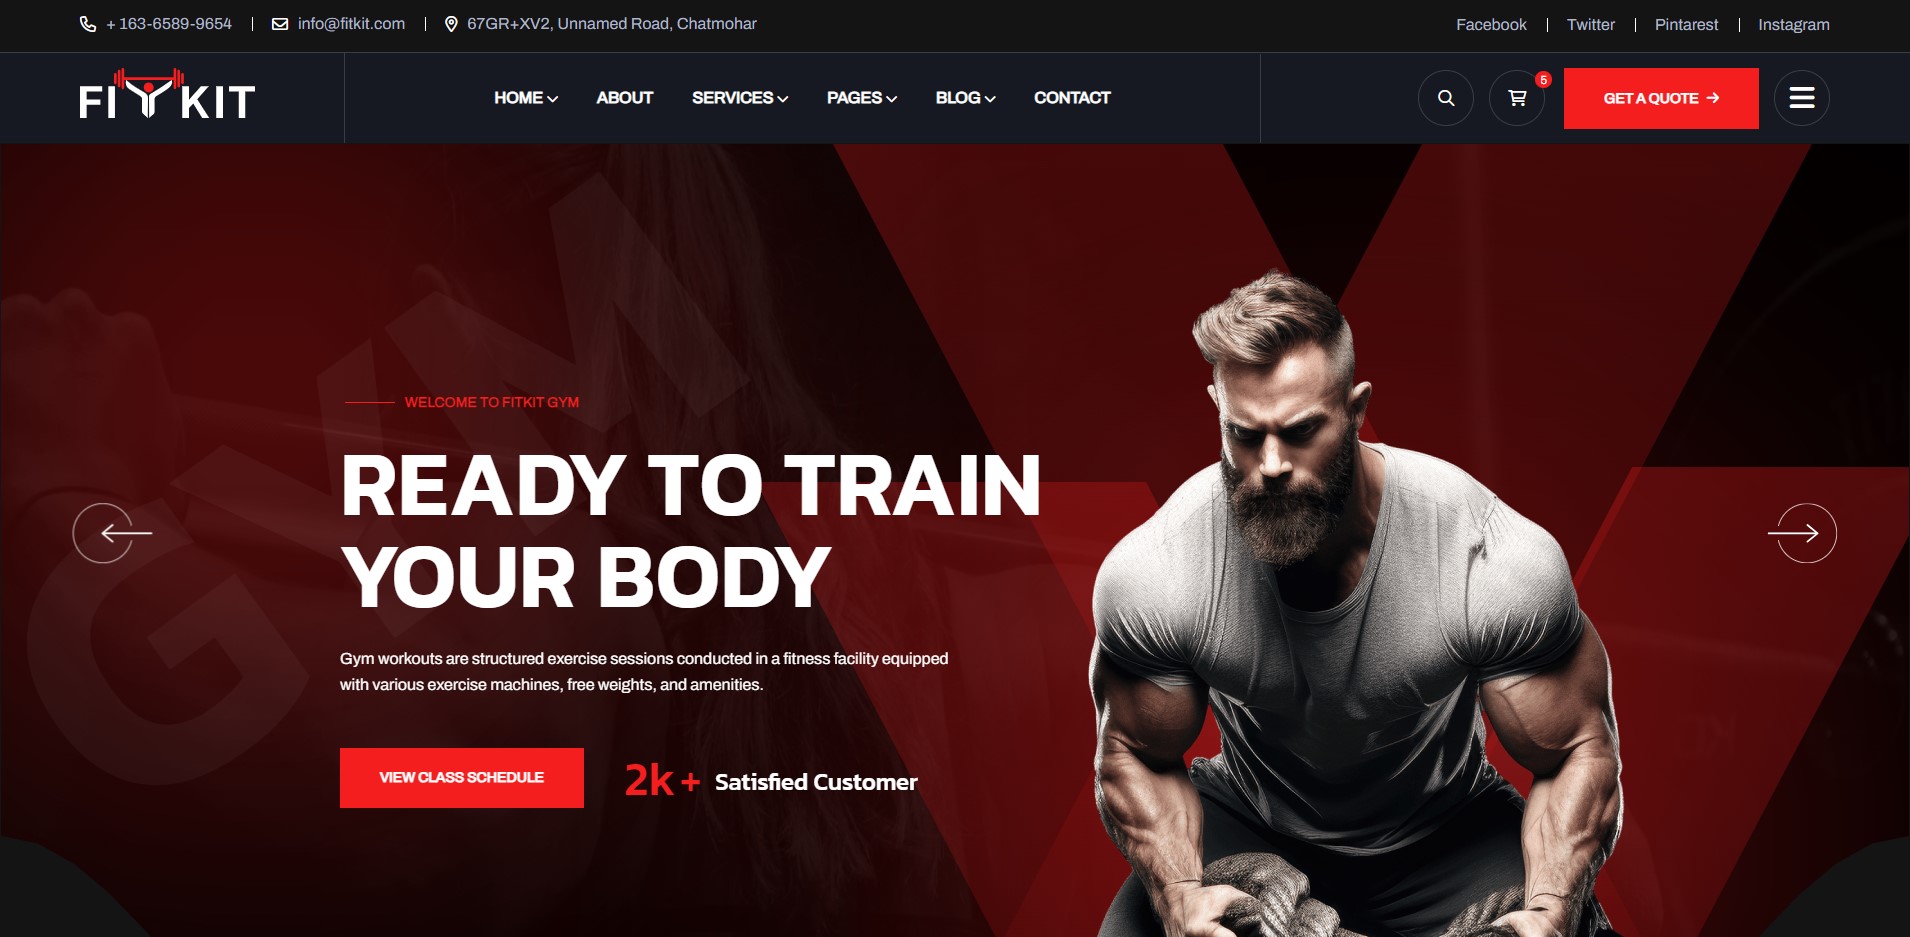 + 163-6589-9654
info@fitkit.com
67GR+XV2, Unnamed Road, Chatmohar
Facebook
Twitter
Pintarest
Instagram
FITKIT
HOME
ABOUT
SERVICES
PAGES
BLOG
CONTACT
5
GET A QUOTE
GYM
WELCOME TO FITKIT GYM
READY TO TRAIN
YOUR BODY
Gym workouts are structured exercise sessions conducted in a fitness facility equipped
with various exercise machines, free weights, and amenities.
VIEW CLASS SCHEDULE
2k + Satisfied Customer